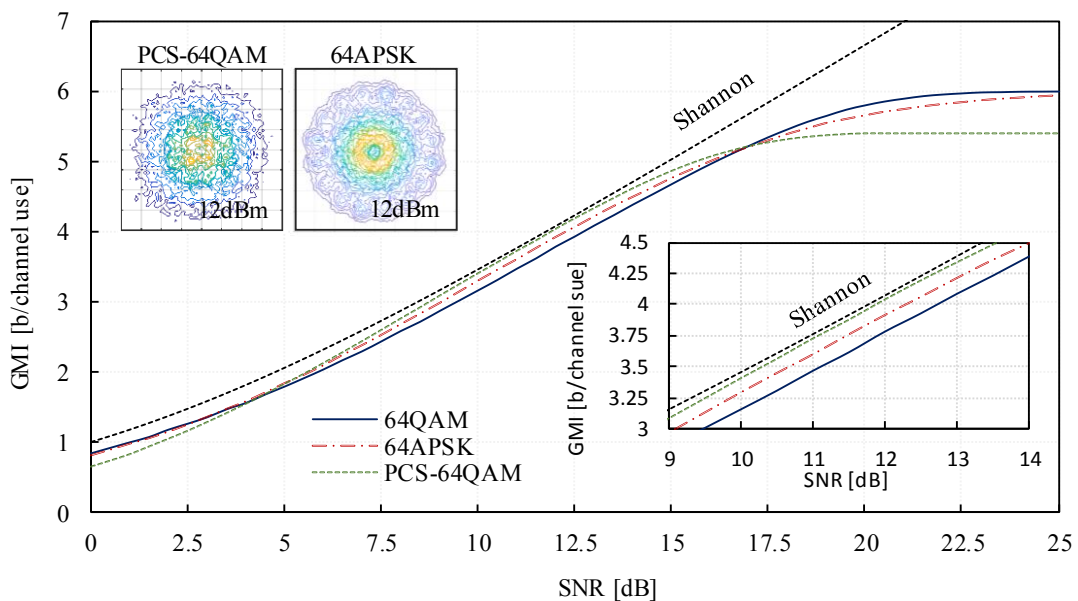 7
6
5
4
3
2
1
0
GMI [b/channel use]
PCS-64QAM
64APSK
12dBm
12dBm
Shannon
64QAM
64APSK
PCS-64QAM
4.5
4.25
4
3.75
3.5
3.25
3
GMI [b/channel sue]
Shannon
9 10 11 12 13 14
SNR [dB]
0 2.5 5 7.5 10 12.5 15 17.5 20 22.5 25
SNR [dB]